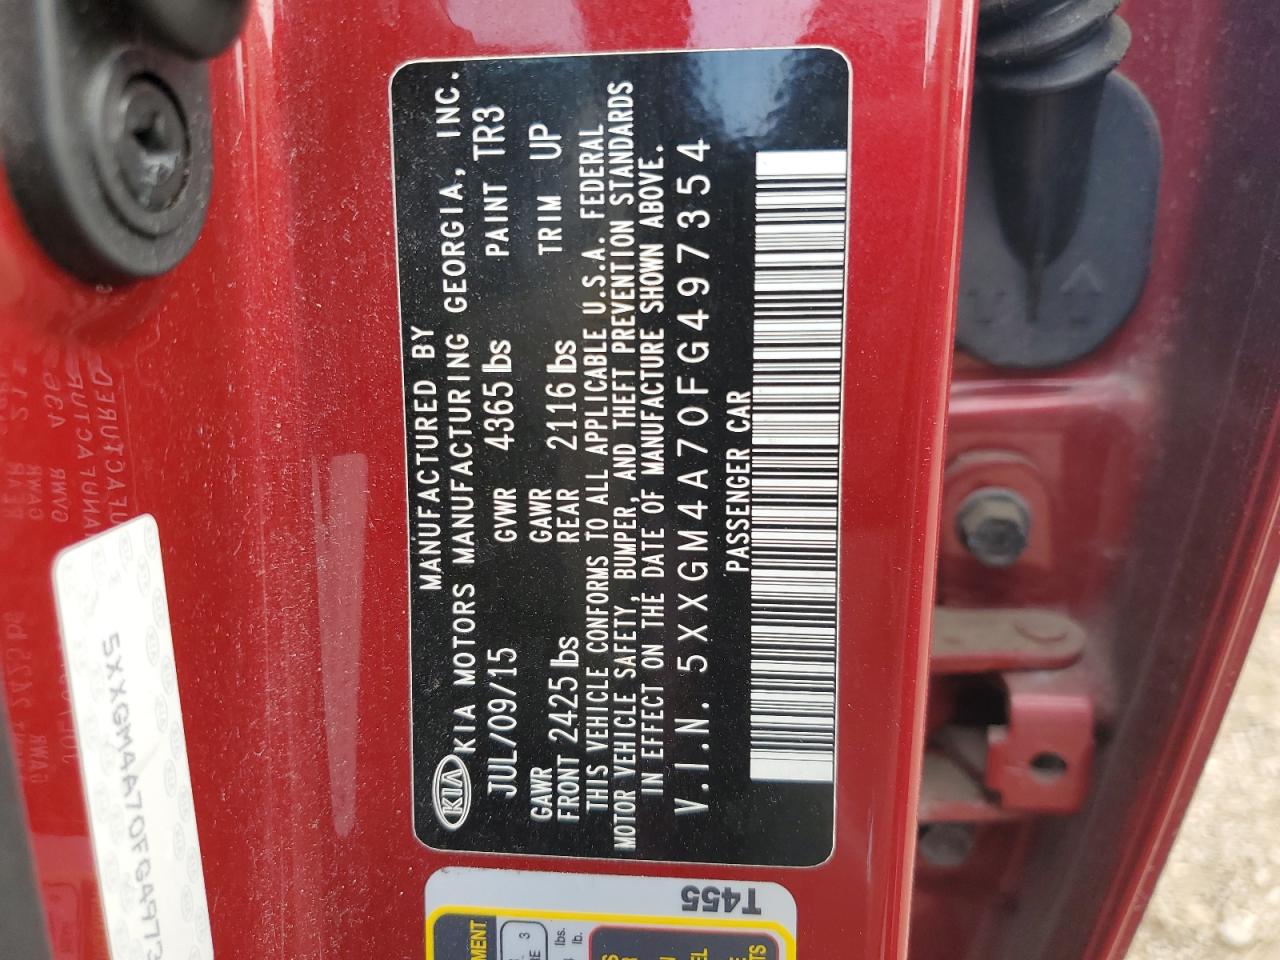 MANUFACTURED BY
KIA KIA MOTORS MANUFACTURING GEORGIA, INC.
JUL/09/15 GVWR 4365 lbs PAINT TR3
GAWR FRONT 2425 lbs GAWR REAR 2116 lbs TRIM UP
THIS VEHICLE CONFORMS TO ALL APPLICABLE U.S.A. FEDERAL
MOTOR VEHICLE SAFETY, BUMPER, AND THEFT PREVENTION STANDARDS
IN EFFECT ON THE DATE OF MANUFACTURE SHOWN ABOVE.
V.I.N. 5XXGM4A70FG497354
PASSENGER CAR
T455
5XXGM4A70FG4973